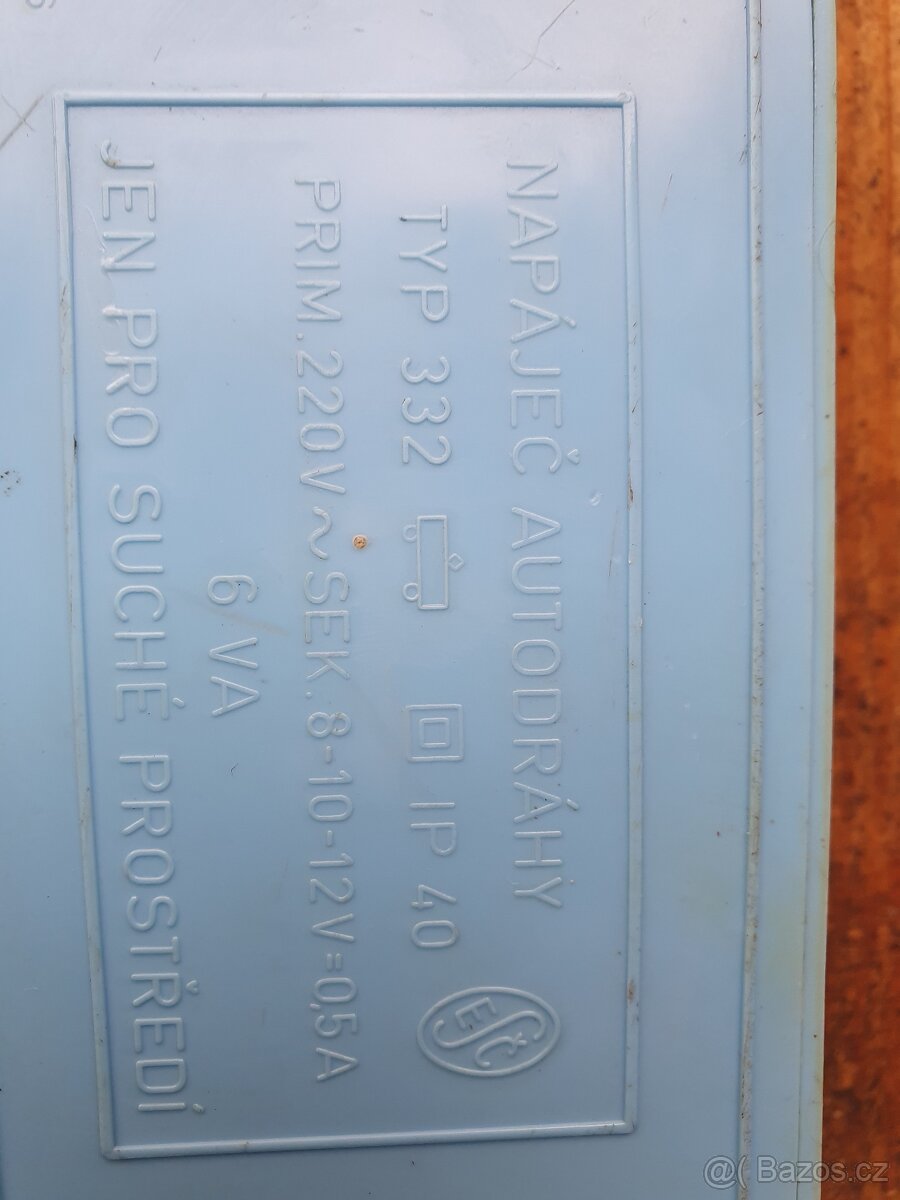 NAPÁJEČ AUTODRÁHY
TYP 332 IP 40 ESČ
PRIM.220V~SEK.8-10-12V=0,5A
6 VA
JEN PRO SUCHÉ PROSTŘEDÍ
@( Bazos.cz